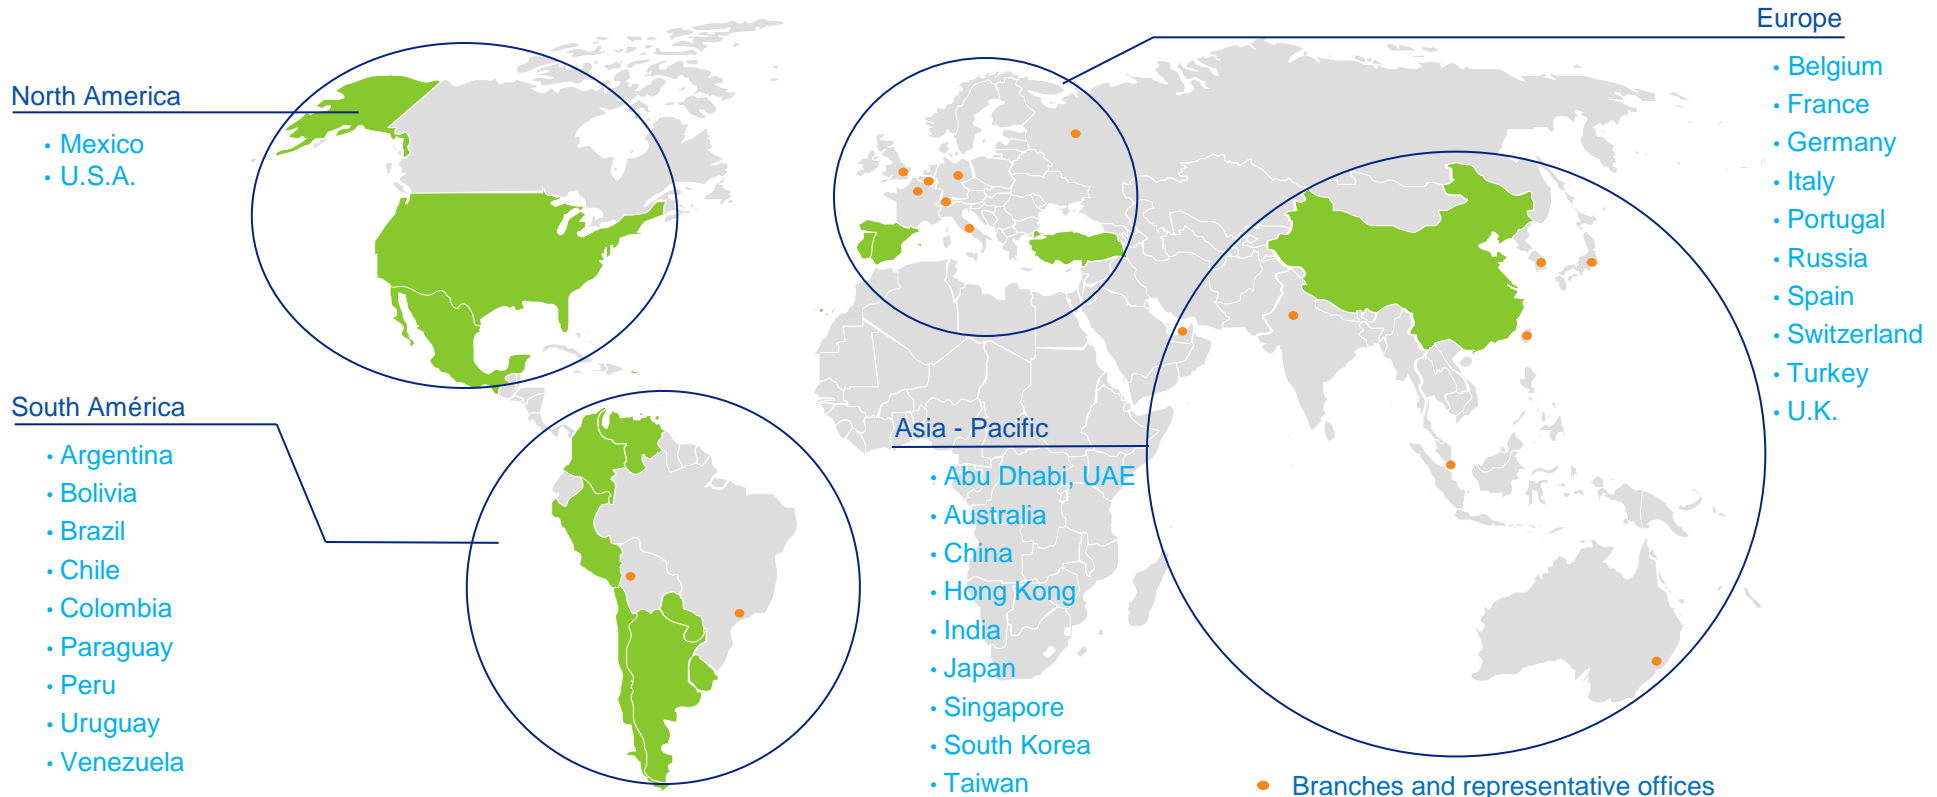 Europe
• Belgium
• France
• Germany
• Italy
• Portugal
• Russia
• Spain
• Switzerland
• Turkey
• U.K.
North America
• Mexico
• U.S.A.
South América
• Argentina
• Bolivia
• Brazil
• Chile
• Colombia
• Paraguay
• Peru
• Uruguay
• Venezuela
Asia - Pacific
• Abu Dhabi, UAE
• Australia
• China
• Hong Kong
• India
• Japan
• Singapore
• South Korea
• Taiwan
Branches and representative offices